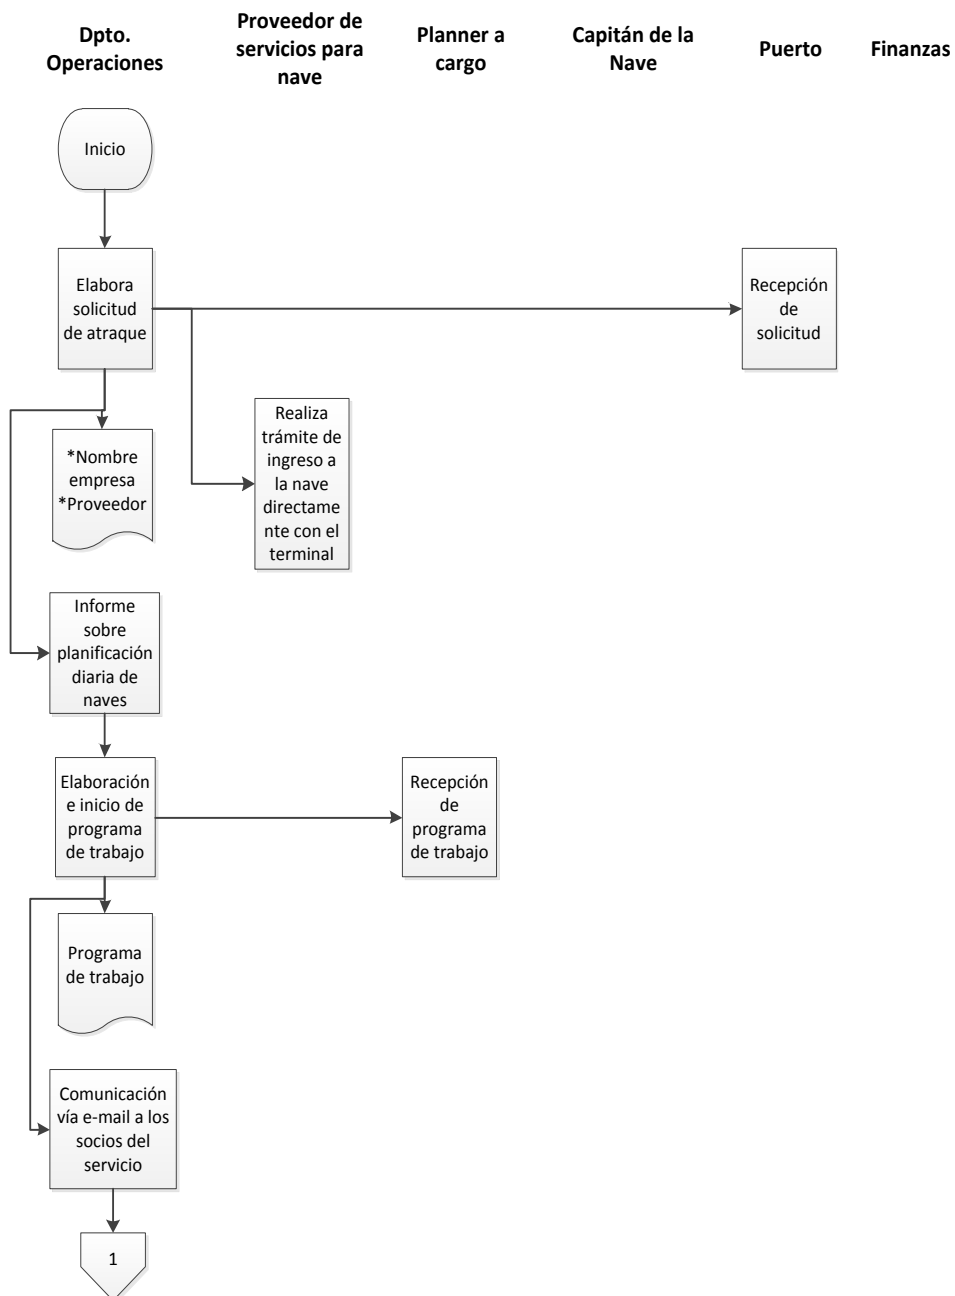 Dpto.
Operaciones
Proveedor de
servicios para
nave
Planner a
cargo
Capitán de la
Nave
Puerto
Finanzas
Inicio
Elabora
solicitud
de atraque
Recepción
de
solicitud
*Nombre
empresa
*Proveedor
Realiza
trámite de
ingreso a
la nave
directame
nte con el
terminal
Informe
sobre
planificación
diaria de
naves
Elaboración
e inicio de
programa
de trabajo
Recepción
de
programa
de trabajo
Programa
de trabajo
Comunicación
vía e-mail a los
socios del
servicio
1